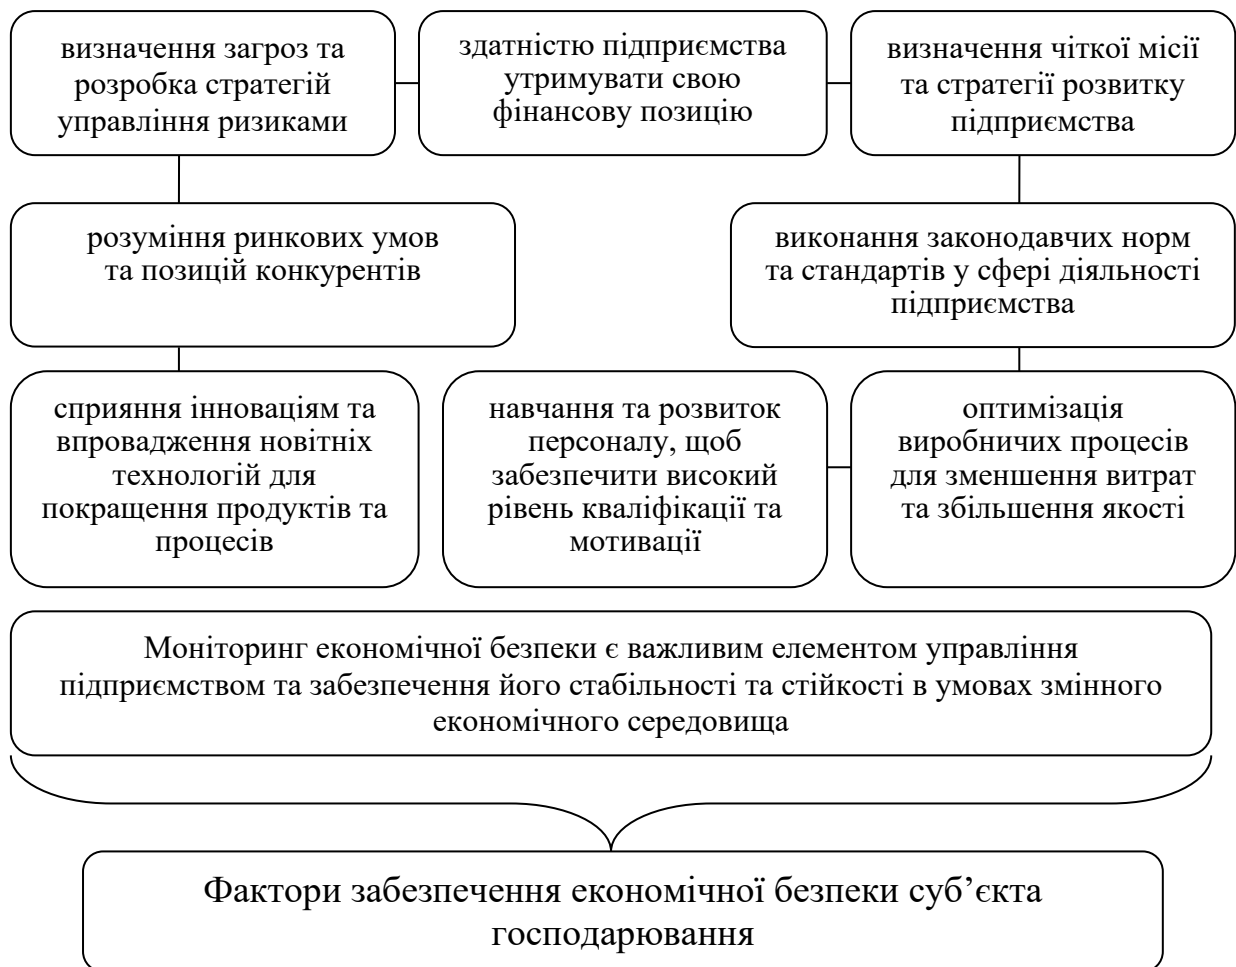 визначення загроз та
розробка стратегій
управління ризиками
здатністю підприємства
утримувати свою
фінансову позицію
визначення чіткої місії
та стратегії розвитку
підприємства
розуміння ринкових умов
та позицій конкурентів
виконання законодавчих норм
та стандартів у сфері діяльності
підприємства
сприяння інноваціям та
впровадження новітніх
технологій для
покращення продуктів та
процесів
навчання та розвиток
персоналу, щоб
забезпечити високий
рівень кваліфікації та
мотивації
оптимізація
виробничих процесів
для зменшення витрат
та збільшення якості
Моніторинг економічної безпеки є важливим елементом управління
підприємством та забезпечення його стабільності та стійкості в умовах змінного
економічного середовища
Фактори забезпечення економічної безпеки суб’єкта
господарювання